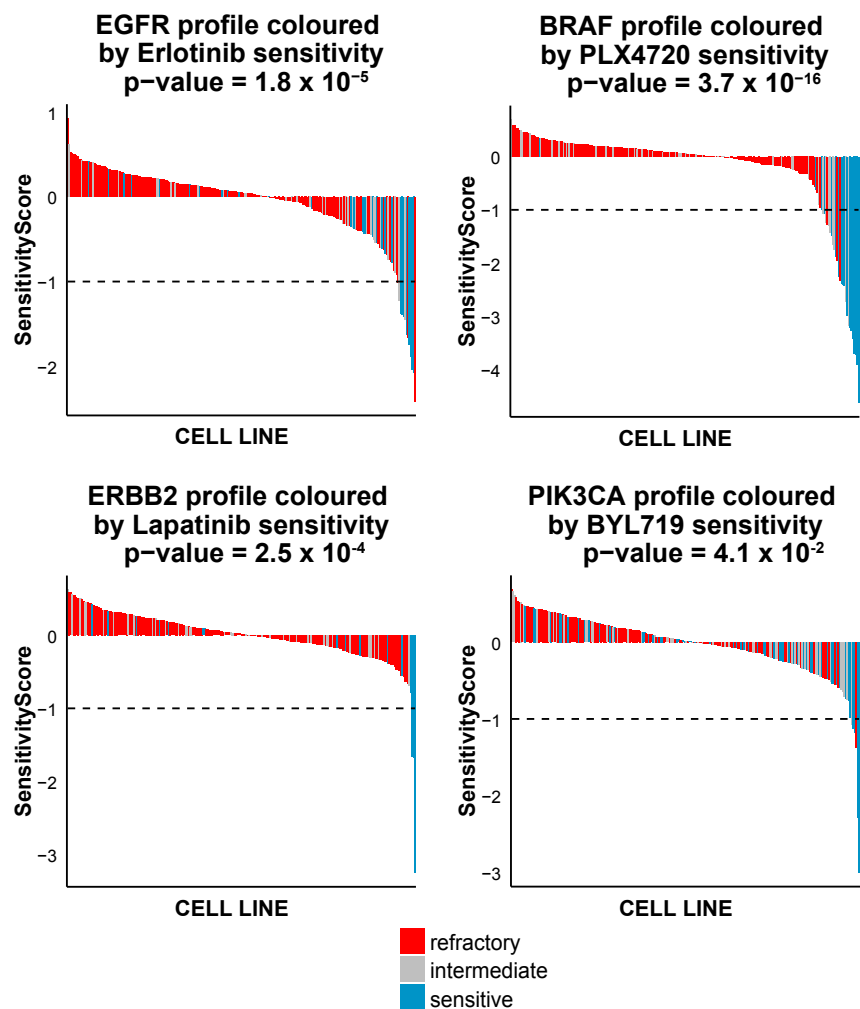 EGFR profile coloured
by Erlotinib sensitivity
p−value = 1.8 x 10⁻⁵
1
0
−1
−2
SensitivityScore
CELL LINE
BRAF profile coloured
by PLX4720 sensitivity
p−value = 3.7 x 10⁻¹⁶
0
−1
−2
−3
−4
SensitivityScore
CELL LINE
ERBB2 profile coloured
by Lapatinib sensitivity
p−value = 2.5 x 10⁻⁴
0
−1
−2
−3
SensitivityScore
CELL LINE
PIK3CA profile coloured
by BYL719 sensitivity
p−value = 4.1 x 10⁻²
0
−1
−2
−3
SensitivityScore
CELL LINE
refractory
intermediate
sensitive